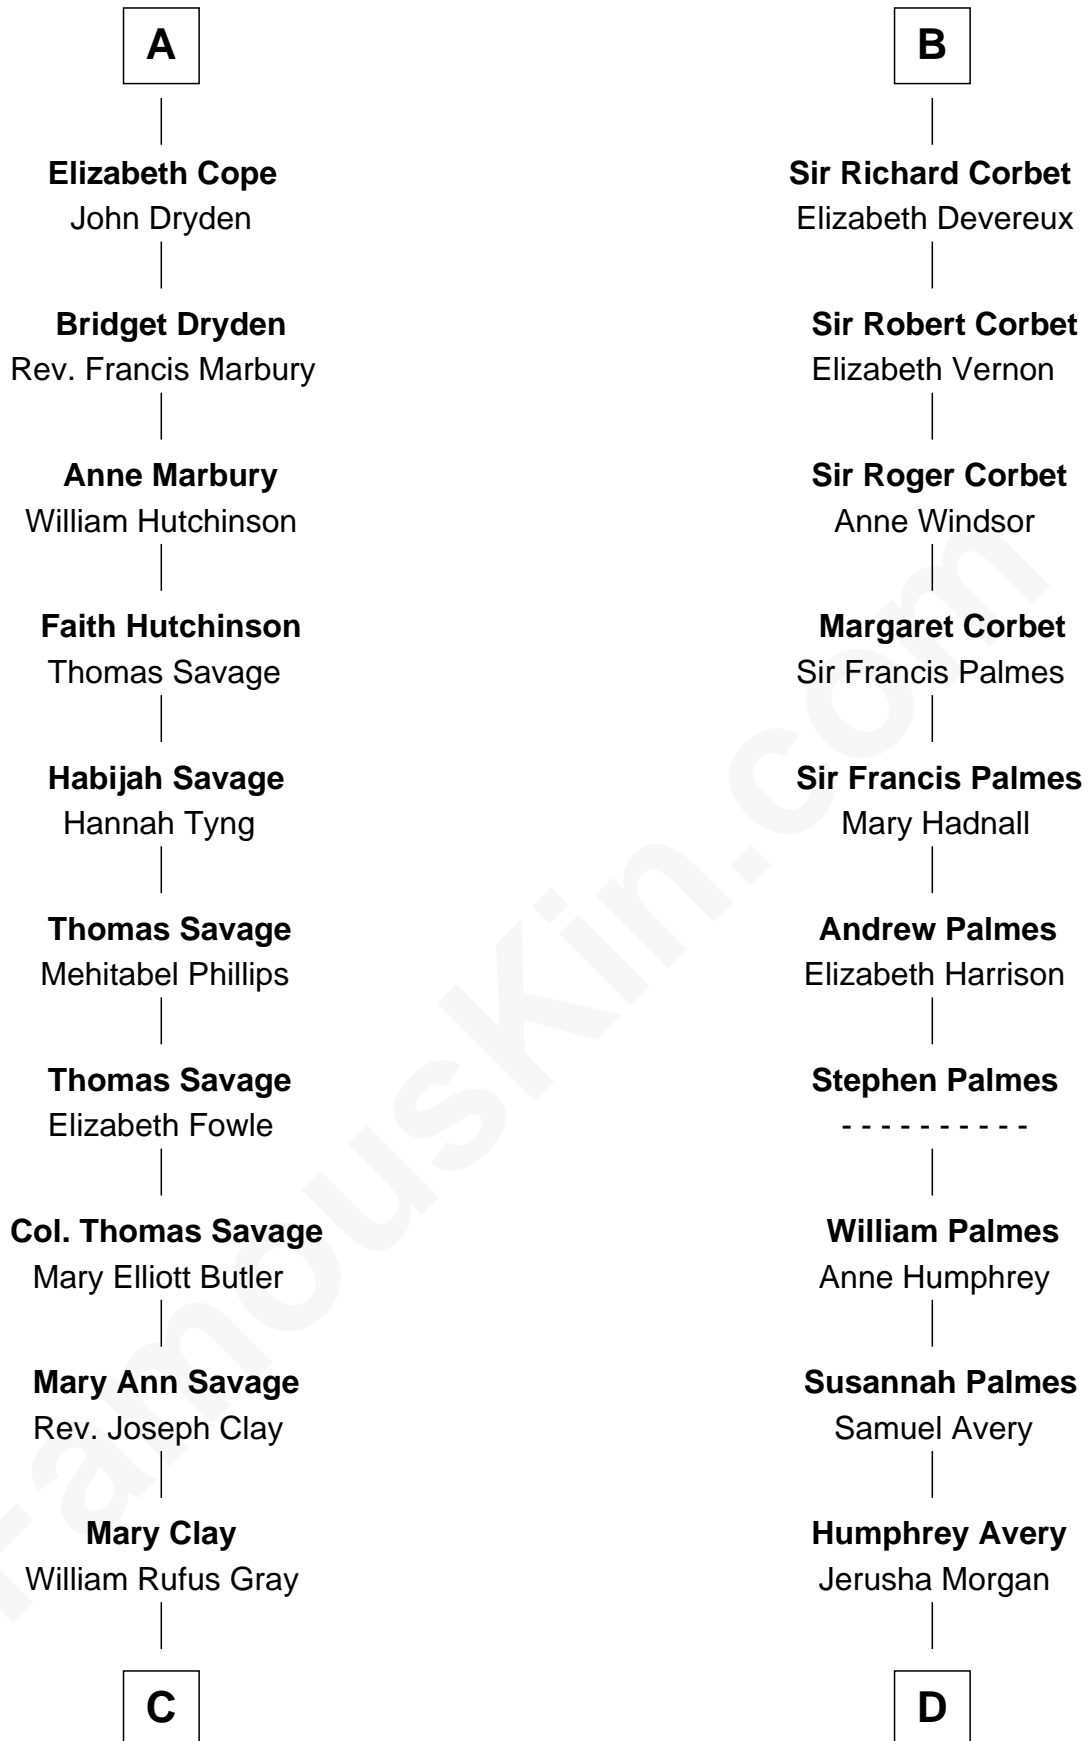 A
Elizabeth Cope
John Dryden
Bridget Dryden
Rev. Francis Marbury
Anne Marbury
William Hutchinson
Faith Hutchinson
Thomas Savage
Habijah Savage
Hannah Tyng
Thomas Savage
Mehitabel Phillips
Thomas Savage
Elizabeth Fowle
Col. Thomas Savage
Mary Elliott Butler
Mary Ann Savage
Rev. Joseph Clay
Mary Clay
William Rufus Gray
C
B
Sir Richard Corbet
Elizabeth Devereux
Sir Robert Corbet
Elizabeth Vernon
Sir Roger Corbet
Anne Windsor
Margaret Corbet
Sir Francis Palmes
Sir Francis Palmes
Mary Hadnall
Andrew Palmes
Elizabeth Harrison
Stephen Palmes
- - - - - - - - - -
William Palmes
Anne Humphrey
Susannah Palmes
Samuel Avery
Humphrey Avery
Jerusha Morgan
D
FamousKin.com